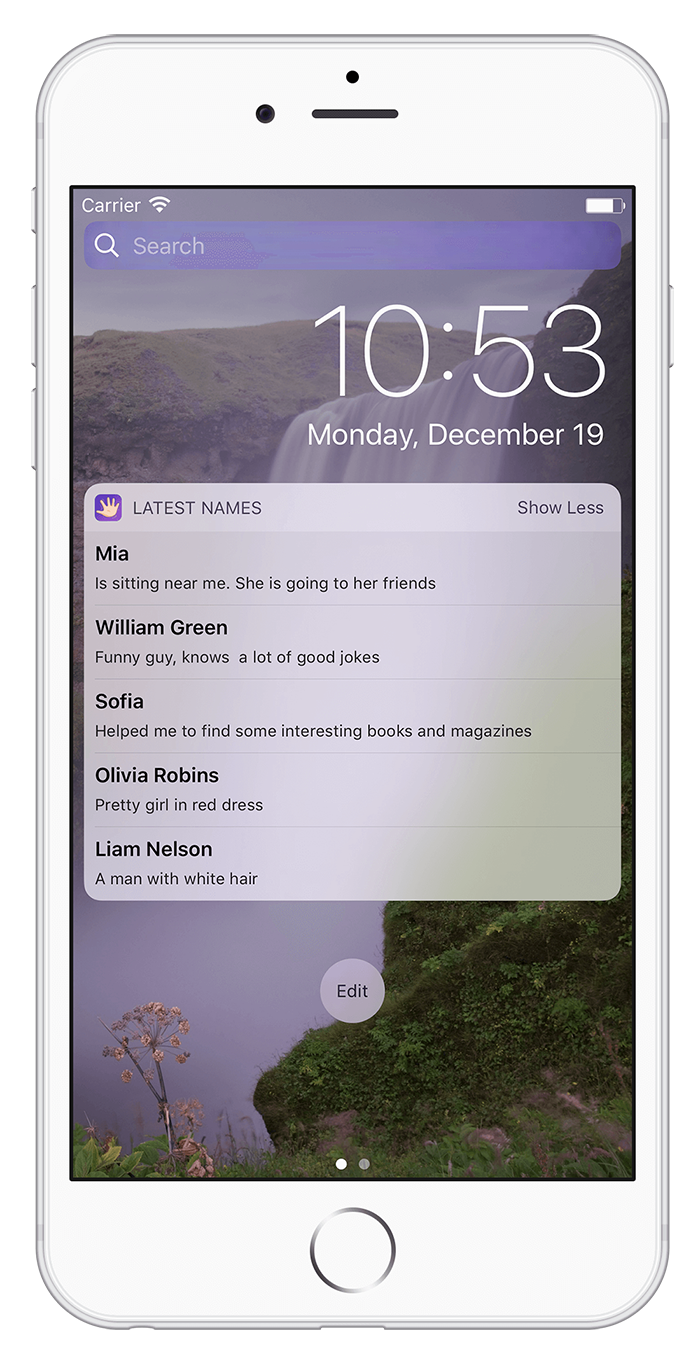 Carrier
Search
10:53
Monday, December 19
LATEST NAMES Show Less
Mia
Is sitting near me. She is going to her friends
William Green
Funny guy, knows  a lot of good jokes
Sofia
Helped me to find some interesting books and magazines
Olivia Robins
Pretty girl in red dress
Liam Nelson
A man with white hair
Edit